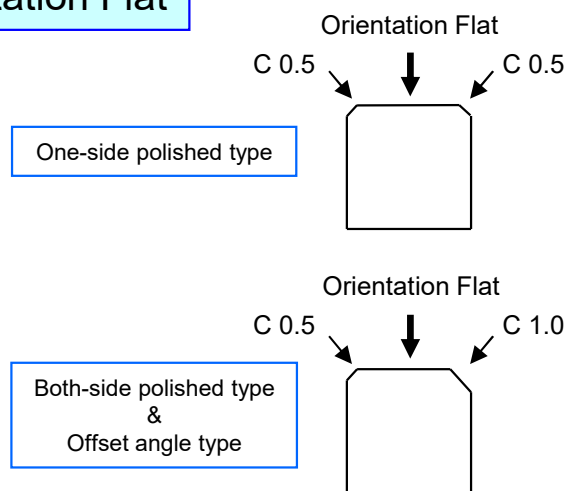 Flat
Orientation Flat
C 0.5
C 0.5
One-side polished type
Orientation Flat
C 0.5
C 1.0
Both-side polished type
&
Offset angle type